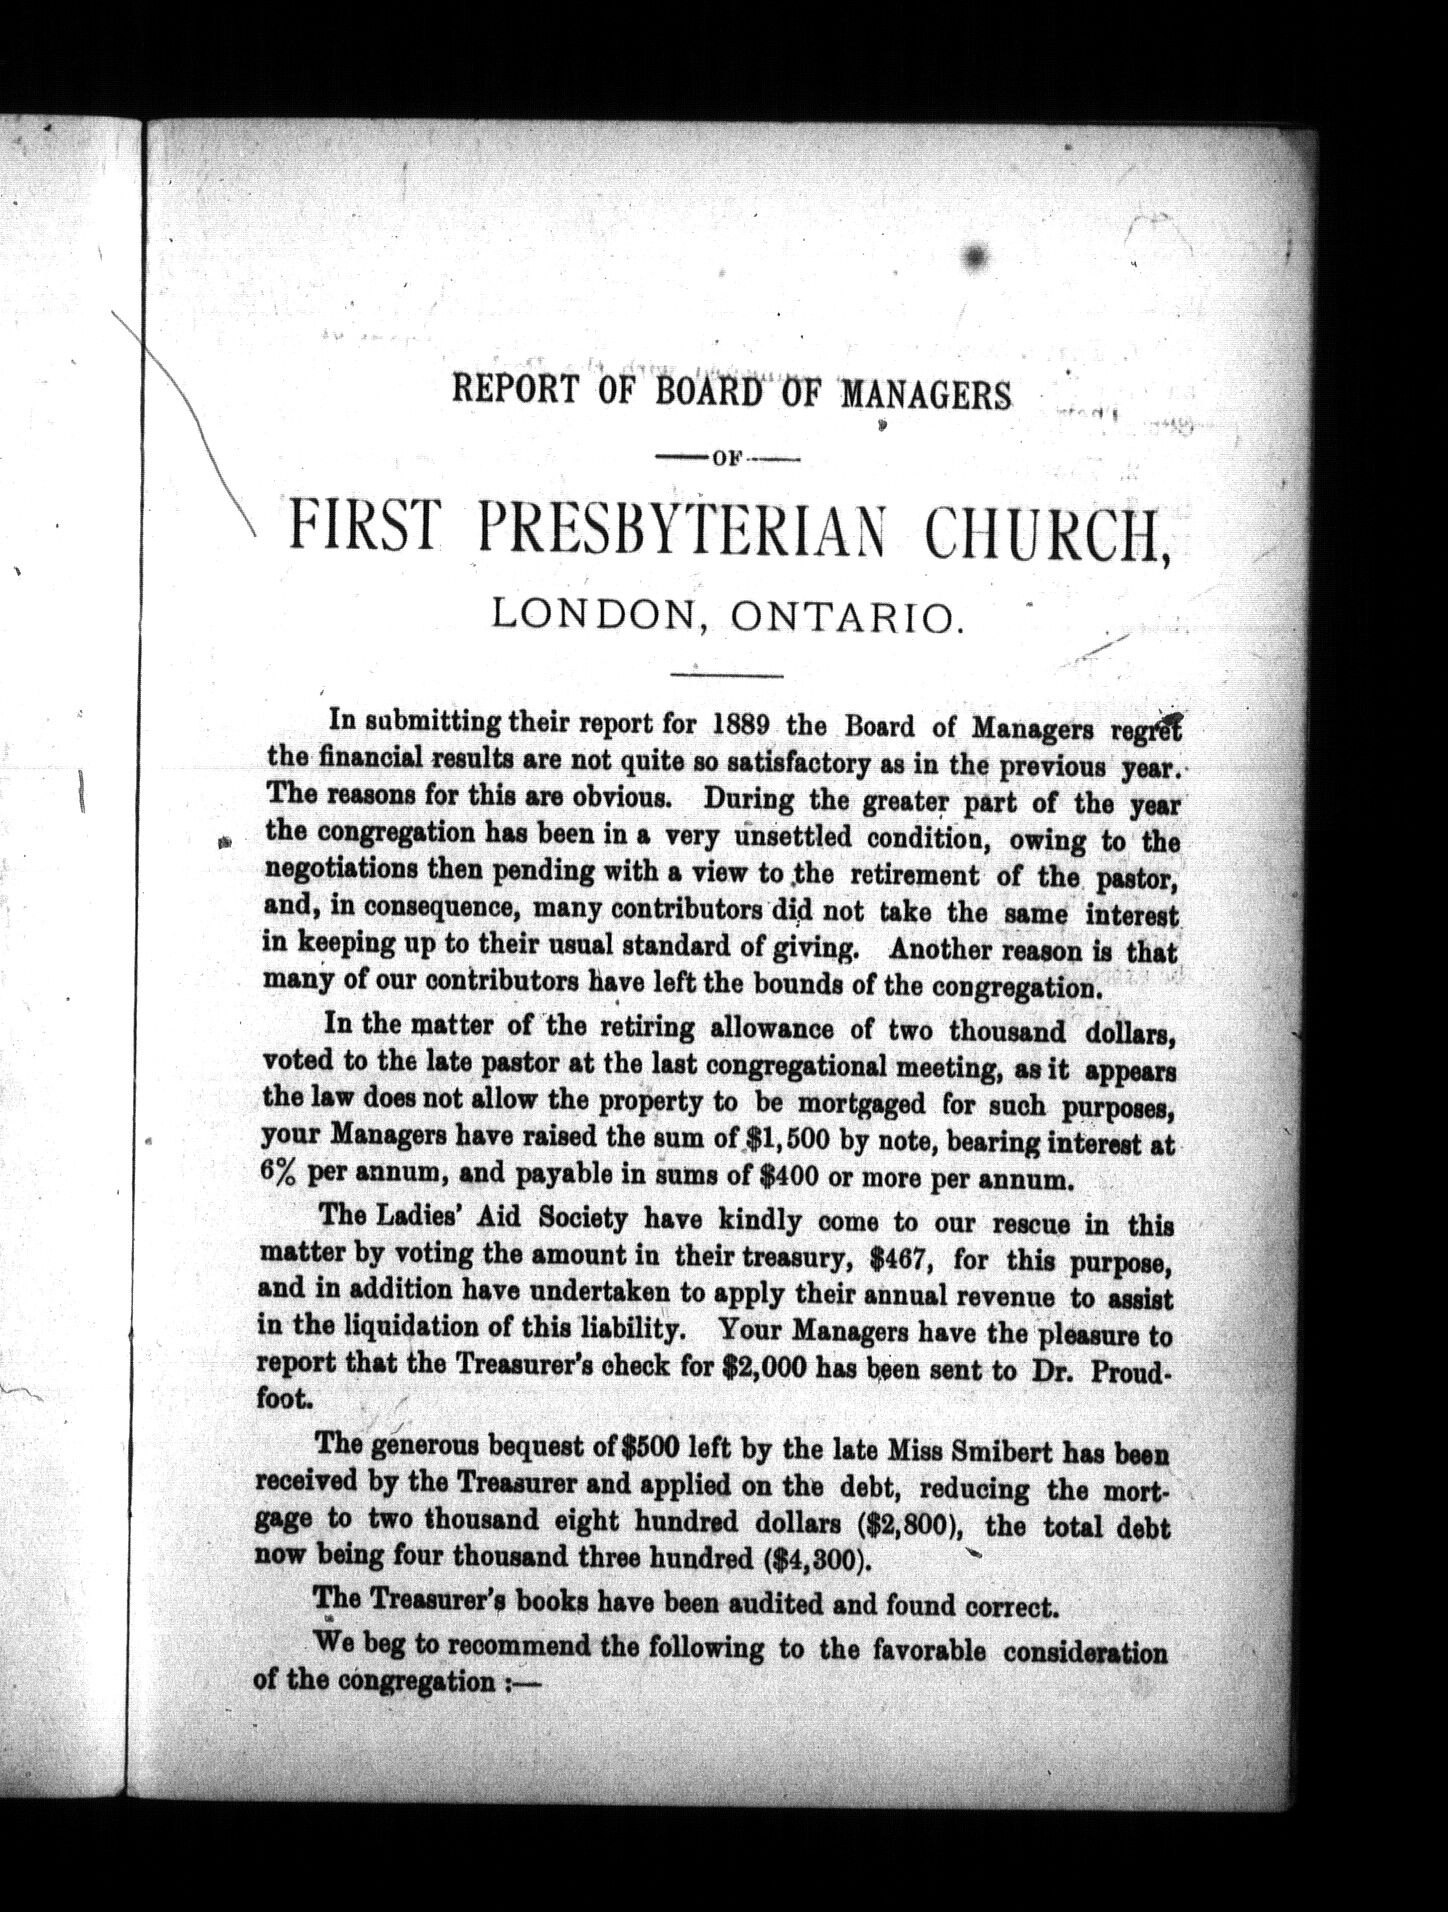 REPORT OF BOARD OF MANAGERS
——OF——
FIRST PRESBYTERIAN CHURCH,
LONDON, ONTARIO.
In submitting their report for 1889 the Board of Managers regret
the financial results are not quite so satisfactory as in the previous year.
The reasons for this are obvious. During the greater part of the year
the congregation has been in a very unsettled condition, owing to the
negotiations then pending with a view to the retirement of the pastor,
and, in consequence, many contributors did not take the same interest
in keeping up to their usual standard of giving. Another reason is that
many of our contributors have left the bounds of the congregation.
In the matter of the retiring allowance of two thousand dollars,
voted to the late pastor at the last congregational meeting, as it appears
the law does not allow the property to be mortgaged for such purposes,
your Managers have raised the sum of $1,500 by note, bearing interest at
6% per annum, and payable in sums of $400 or more per annum.
The Ladies' Aid Society have kindly come to our rescue in this
matter by voting the amount in their treasury, $467, for this purpose,
and in addition have undertaken to apply their annual revenue to assist
in the liquidation of this liability. Your Managers have the pleasure to
report that the Treasurer's check for $2,000 has been sent to Dr. Proud-
foot.
The generous bequest of $500 left by the late Miss Smibert has been
received by the Treasurer and applied on the debt, reducing the mort-
gage to two thousand eight hundred dollars ($2,800), the total debt
now being four thousand three hundred ($4,300).
The Treasurer's books have been audited and found correct.
We beg to recommend the following to the favorable consideration
of the congregation :—